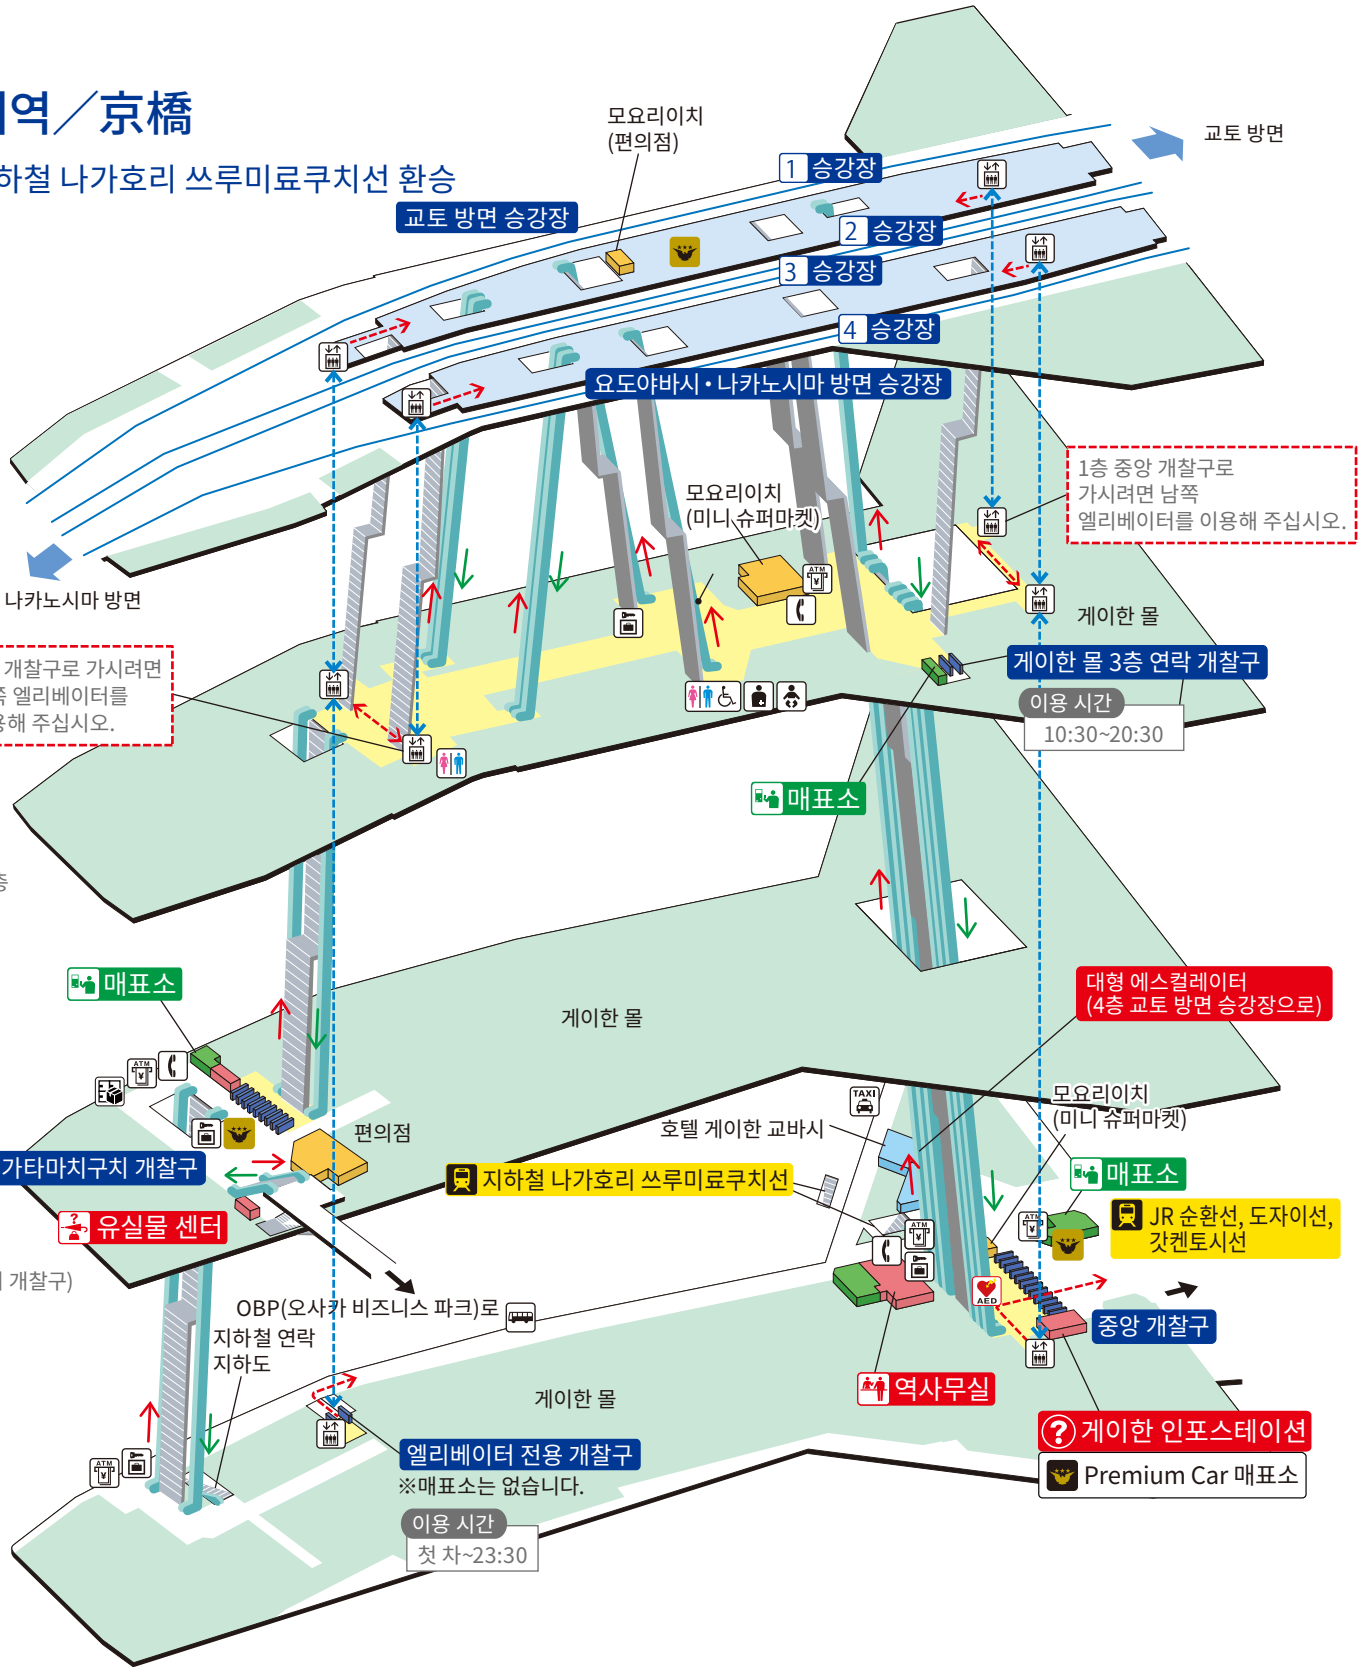 역／京橋
하철 나가호리 쓰루미료쿠치선 환승
모요리이치
(편의점)
교토 방면
1 승강장
교토 방면 승강장
2 승강장
3 승강장
4 승강장
요도야바시・나카노시마 방면 승강장
1층 중앙 개찰구로
가시려면 남쪽
엘리베이터를 이용해 주십시오.
모요리이치
(미니 슈퍼마켓)
ATM
나카노시마 방면
게이한 몰
개찰구로 가시려면
쪽 엘리베이터를
용해 주십시오.
게이한 몰 3층 연락 개찰구
이용 시간
10:30~20:30
매표소
층
매표소
게이한 몰
대형 에스컬레이터
(4층 교토 방면 승강장으로)
ATM
TAXI
모요리이치
(미니 슈퍼마켓)
호텔 게이한 교바시
편의점
가타마치구치 개찰구
지하철 나가호리 쓰루미료쿠치선
매표소
유실물 센터
ATM
ATM
JR 순환선, 도자이선,
갓켄토시선
개찰구)
AED
OBP(오사카 비즈니스 파크)로
중앙 개찰구
지하철 연락
지하도
역사무실
게이한 몰
게이한 인포스테이션
엘리베이터 전용 개찰구
※매표소는 없습니다.
ATM
Premium Car 매표소
이용 시간
첫 차~23:30